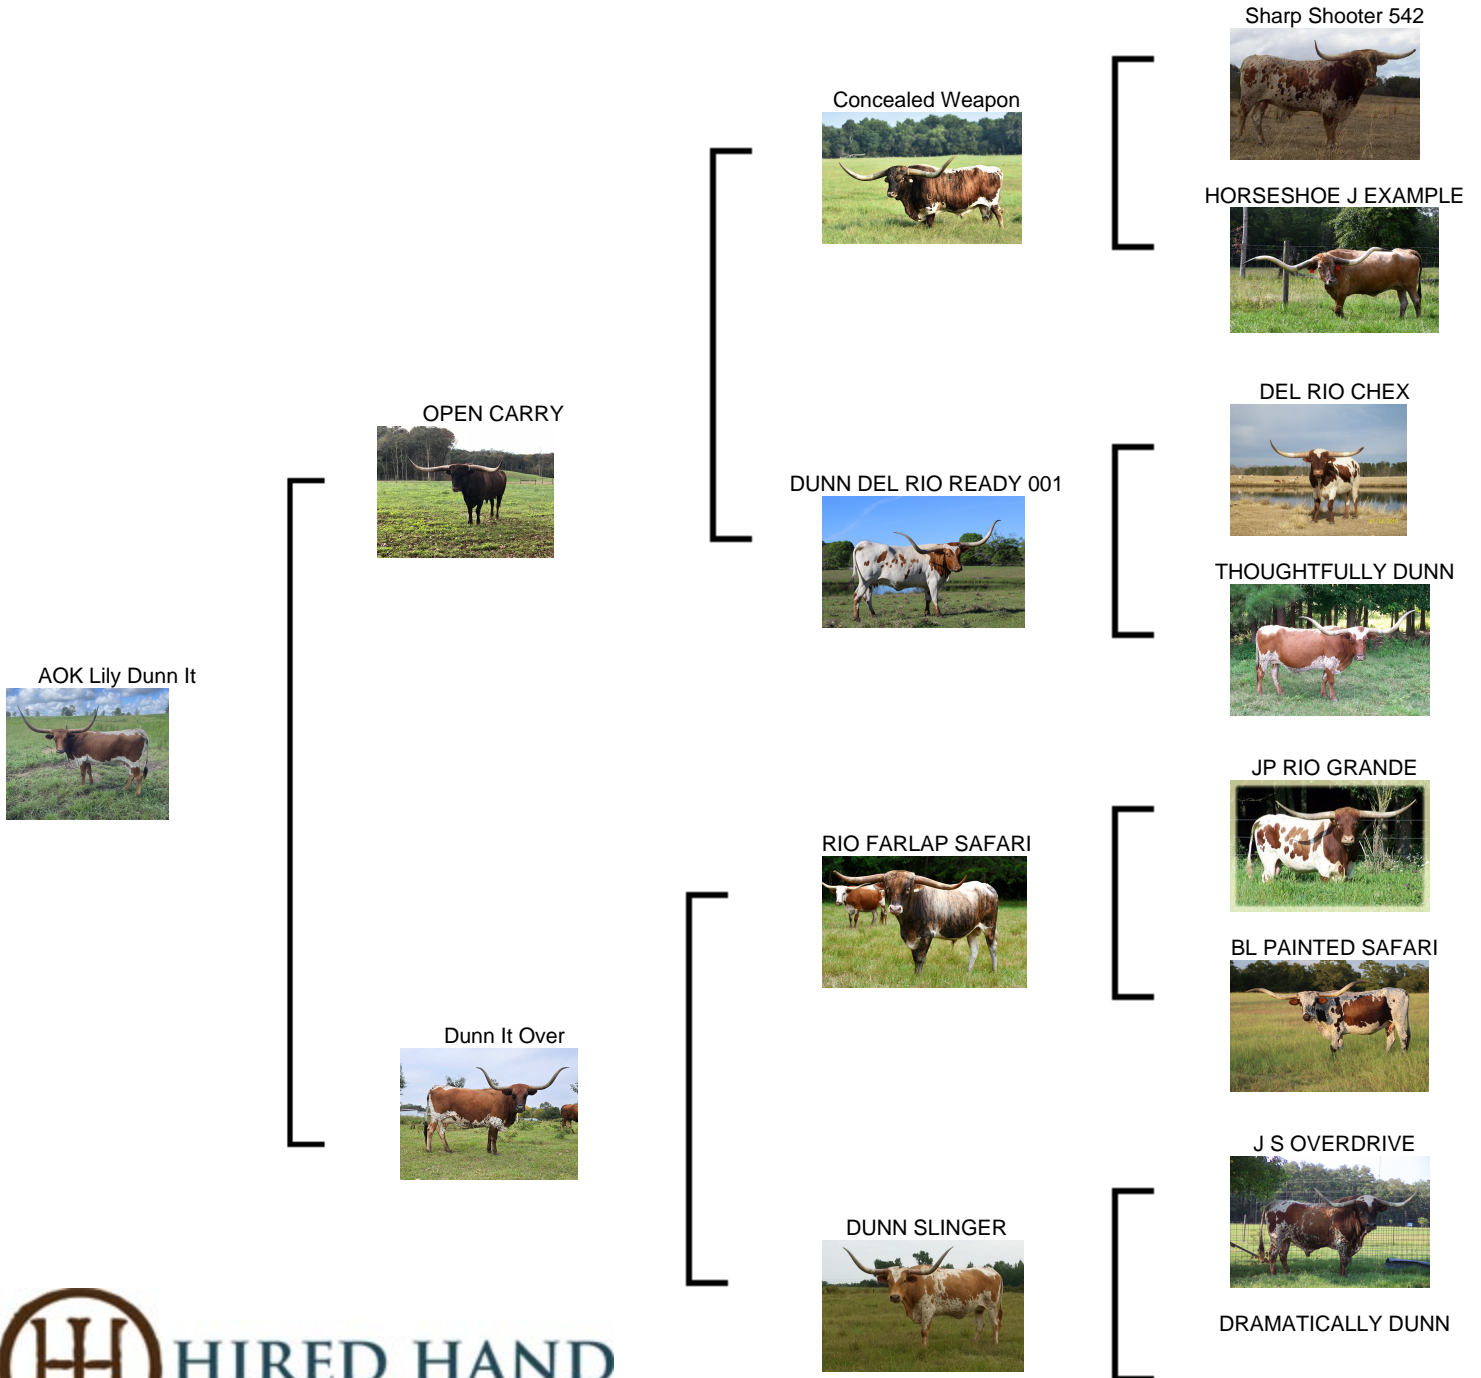 Sharp Shooter 542
Concealed Weapon
HORSESHOE J EXAMPLE
DEL RIO CHEX
OPEN CARRY
DUNN DEL RIO READY 001
THOUGHTFULLY DUNN
AOK Lily Dunn It
JP RIO GRANDE
RIO FARLAP SAFARI
BL PAINTED SAFARI
Dunn It Over
J S OVERDRIVE
DUNN SLINGER
DRAMATICALLY DUNN
HIRED HAND